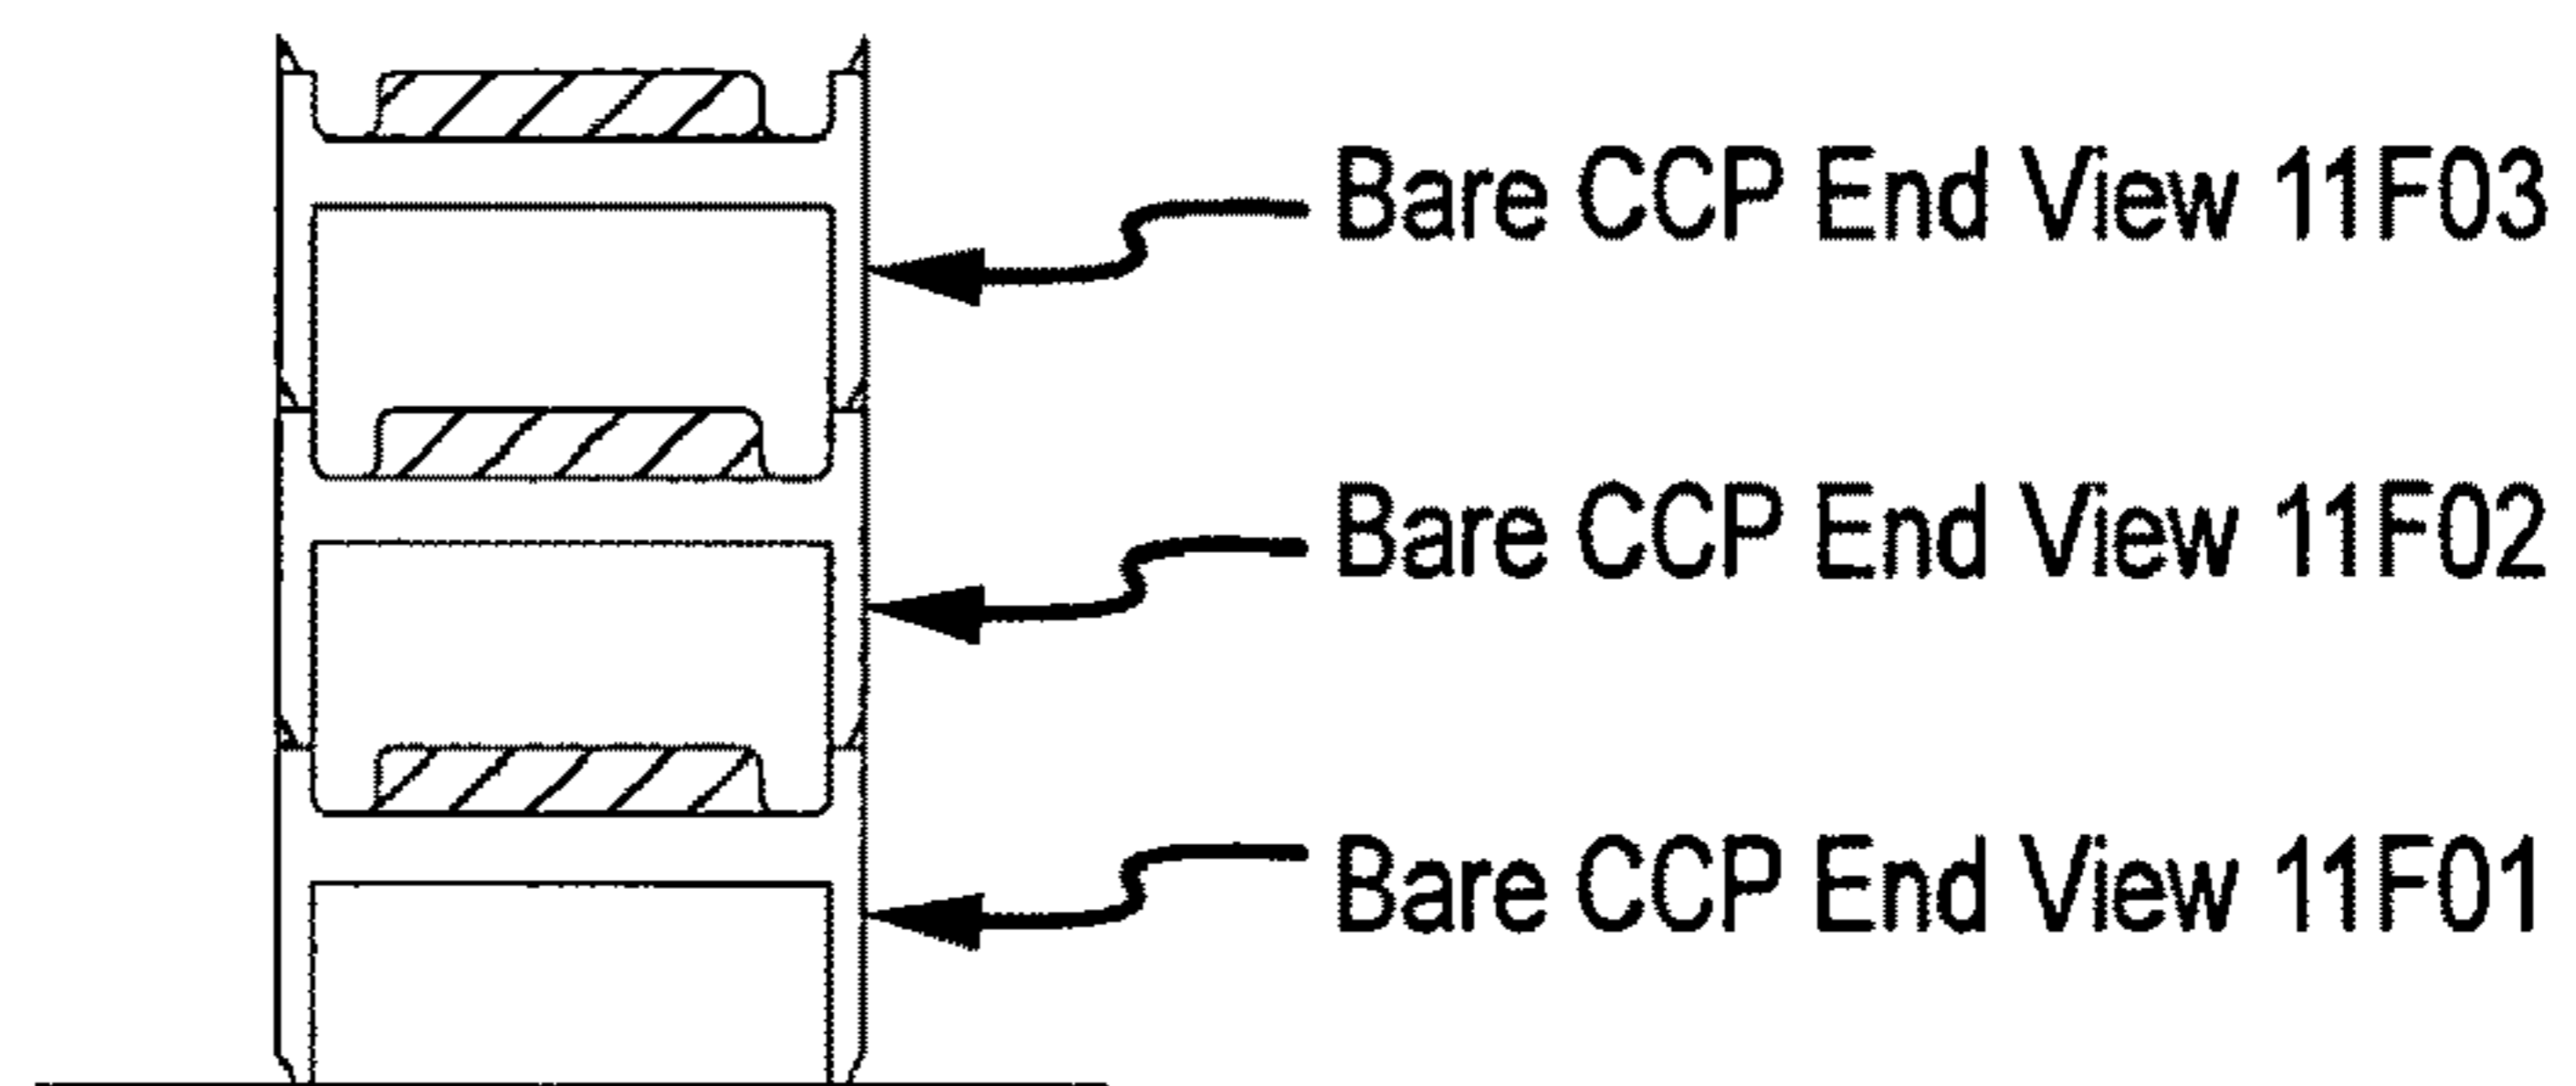 Bare CCP End View 11F03
Bare CCP End View 11F02
Bare CCP End View 11F01